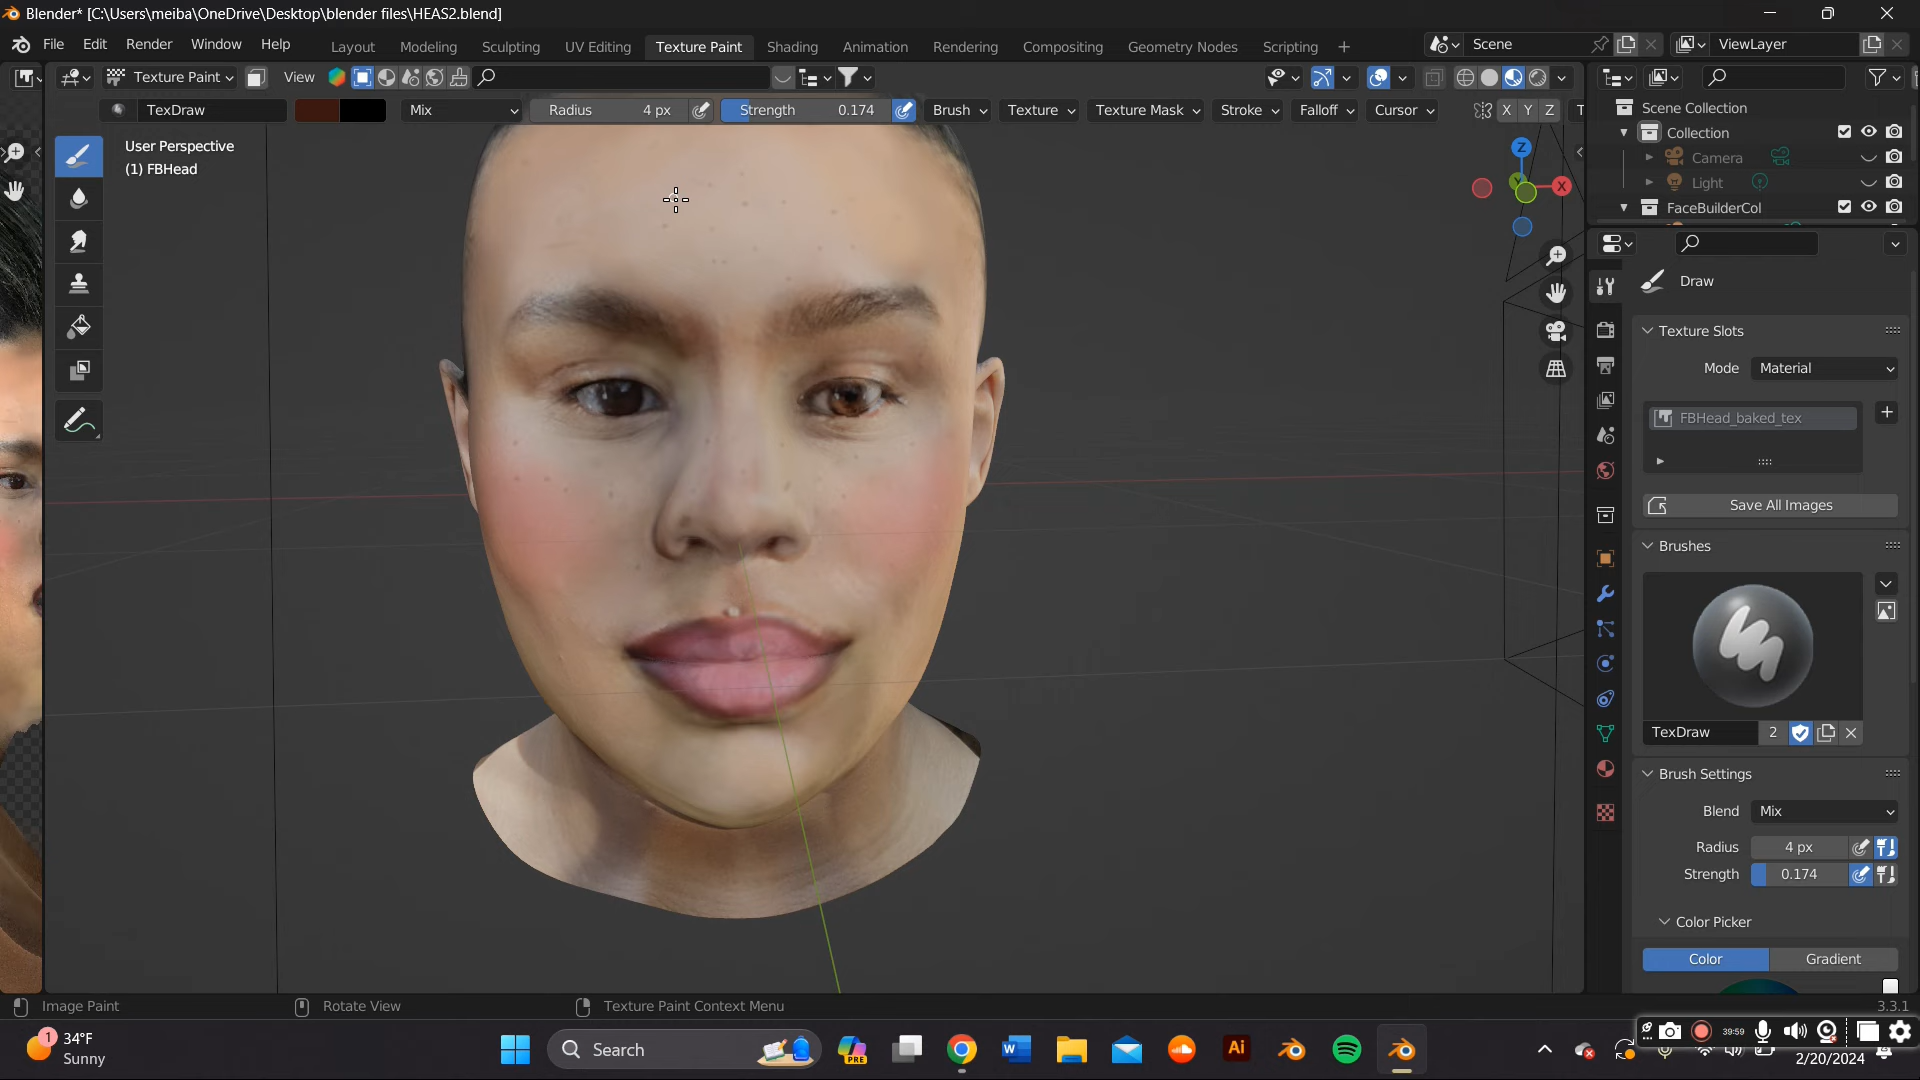 Blender* [C:\Users\meiba\OneDrive\Desktop\blender files\HEAS2.blend]
File Edit Render Window Help Layout Modeling Sculpting UV Editing Texture Paint Shading Animation Rendering Compositing Geometry Nodes Scripting + Scene ViewLayer
Texture Paint View
TexDraw Mix Radius 4 px Strength 0.174 Brush Texture Texture Mask Stroke Falloff Cursor X Y Z T
User Perspective
(1) FBHead
Z
X
Y
Scene Collection
Collection
Camera
Light
FaceBuilderCol
Draw
Texture Slots
Mode Material
FBHead_baked_tex
Save All Images
Brushes
TexDraw 2
Brush Settings
Blend Mix
Radius 4 px
Strength 0.174
Color Picker
Color Gradient
Image Paint Rotate View Texture Paint Context Menu 3.3.1
1
34°F
Sunny
Search
PRE
W
Ai
39:59
2/20/2024